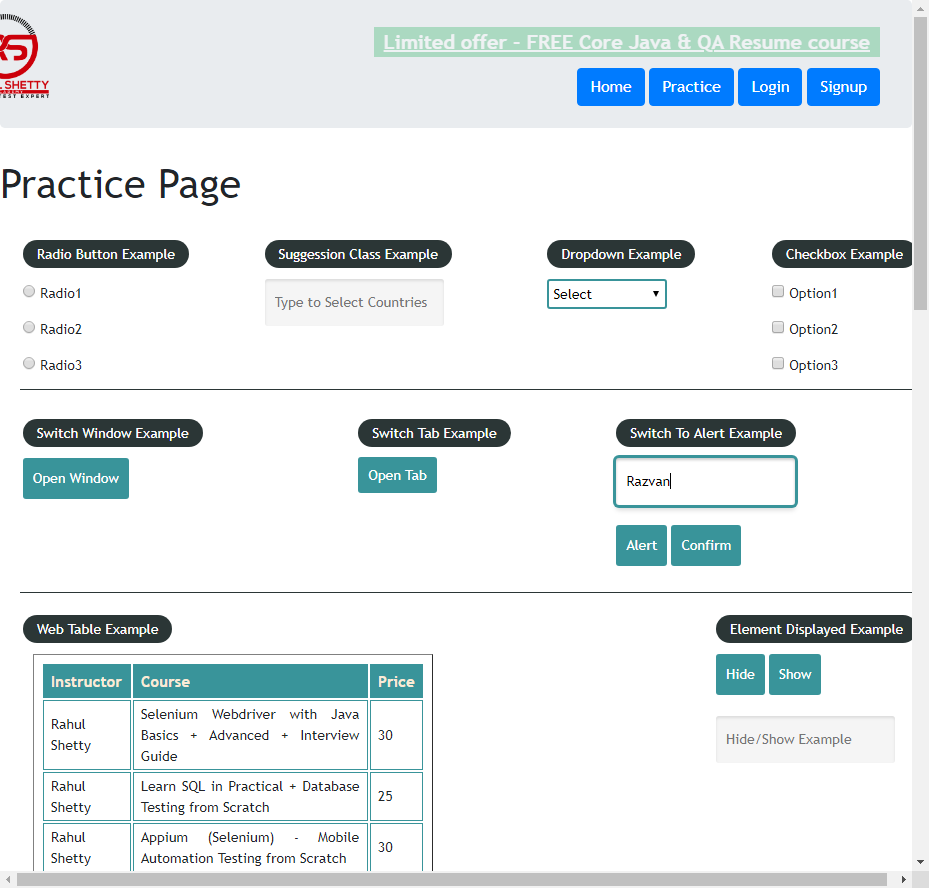 Limited offer - FREE Core Java & QA Resume course
SHETTY
Home Practice Login Signup
Practice Page
Radio Button Example Suggession Class Example Dropdown Example Checkbox Example
Radio1 Type to Select Countries Select Option1
Radio2 Option2
Radio3 Option3
Switch Window Example Switch Tab Example Switch To Alert Example
Open Window Open Tab Razvan
Alert Confirm
Web Table Example Element Displayed Example
Hide Show
Hide/Show Example
Instructor Course Price
Rahul Shetty
Selenium Webdriver with Java
Basics + Advanced + Interview
Guide
30
Rahul Shetty
Learn SQL in Practical + Database
Testing from Scratch
25
Rahul Shetty
Appium (Selenium) - Mobile
Automation Testing from Scratch
30